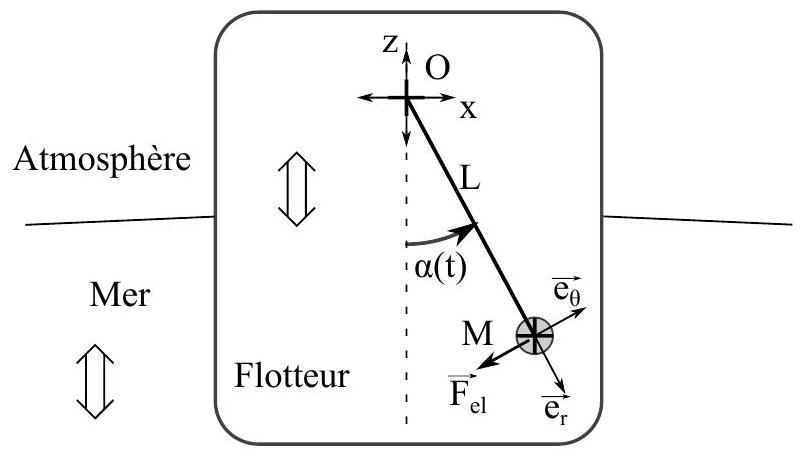 z
O
x
Atmosphère
L
α(t)
Mer
e_θ
M
Flotteur
F_el
e_r